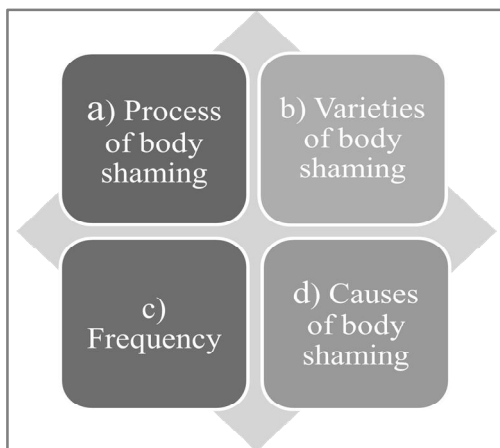 a) Process
of body
shaming
b) Varieties
of body
shaming
c)
Frequency
d) Causes
of body
shaming